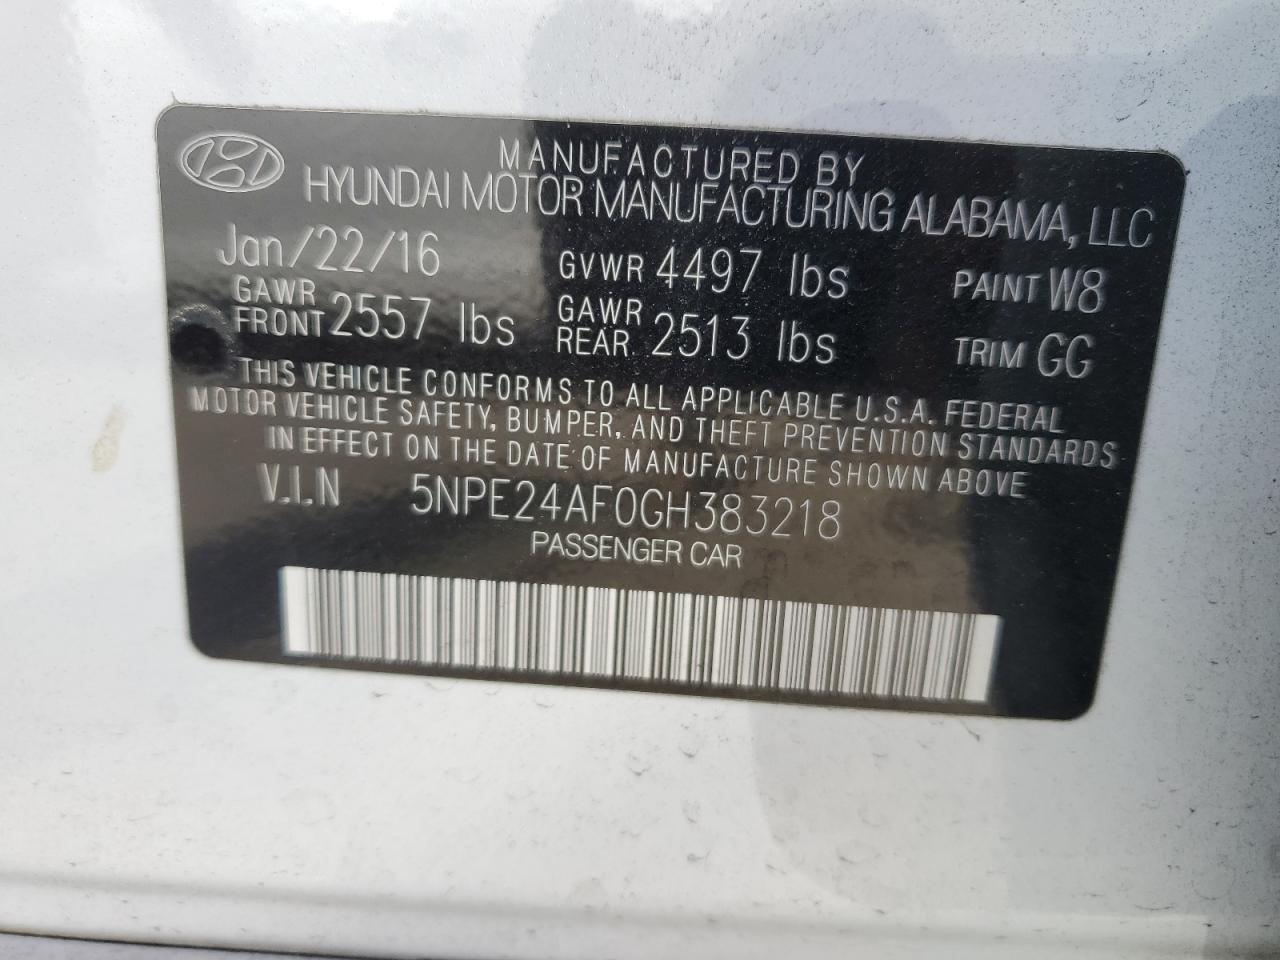 MANUFACTURED BY
HYUNDAI MOTOR MANUFACTURING ALABAMA, LLC
Jan/22/16 GVWR 4497 lbs PAINT W8
GAWR FRONT 2557 lbs GAWR REAR 2513 lbs TRIM GG
THIS VEHICLE CONFORMS TO ALL APPLICABLE U.S.A. FEDERAL
MOTOR VEHICLE SAFETY, BUMPER, AND THEFT PREVENTION STANDARDS
IN EFFECT ON THE DATE OF MANUFACTURE SHOWN ABOVE
V.I.N 5NPE24AF0GH383218
PASSENGER CAR